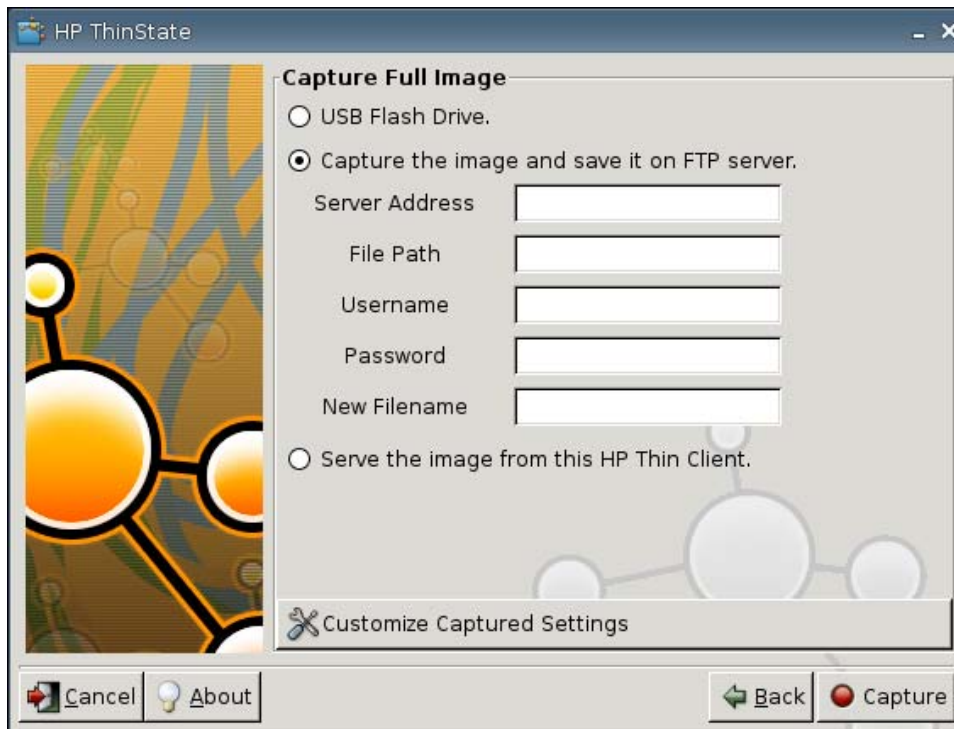 HP ThinState
Capture Full Image
USB Flash Drive.
Capture the image and save it on FTP server.
Server Address
File Path
Username
Password
New Filename
Serve the image from this HP Thin Client.
Customize Captured Settings
Cancel
About
Back
Capture